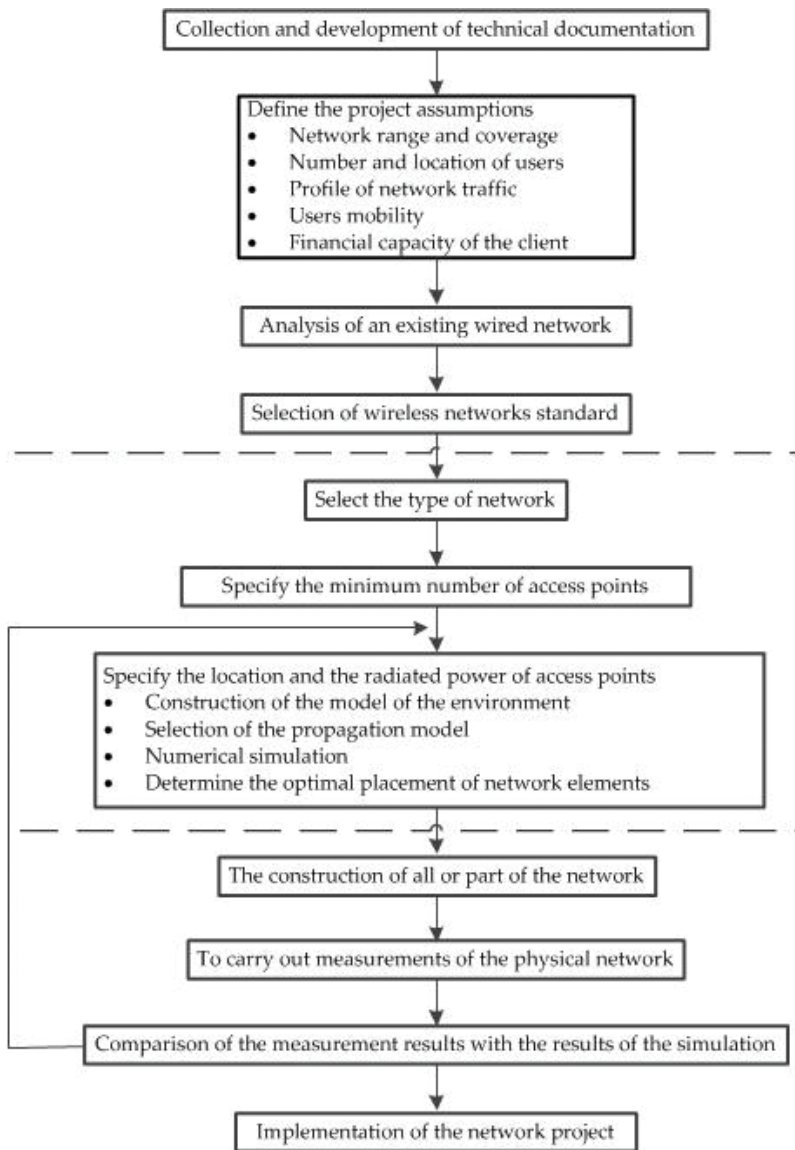 Collection and development of technical documentation
Define the project assumptions
• Network range and coverage
• Number and location of users
• Profile of network traffic
• Users mobility
• Financial capacity of the client
Analysis of an existing wired network
Selection of wireless networks standard
Select the type of network
Specify the minimum number of access points
Specify the location and the radiated power of access points
• Construction of the model of the environment
• Selection of the propagation model
• Numerical simulation
• Determine the optimal placement of network elements
The construction of all or part of the network
To carry out measurements of the physical network
Comparison of the measurement results with the results of the simulation
Implementation of the network project